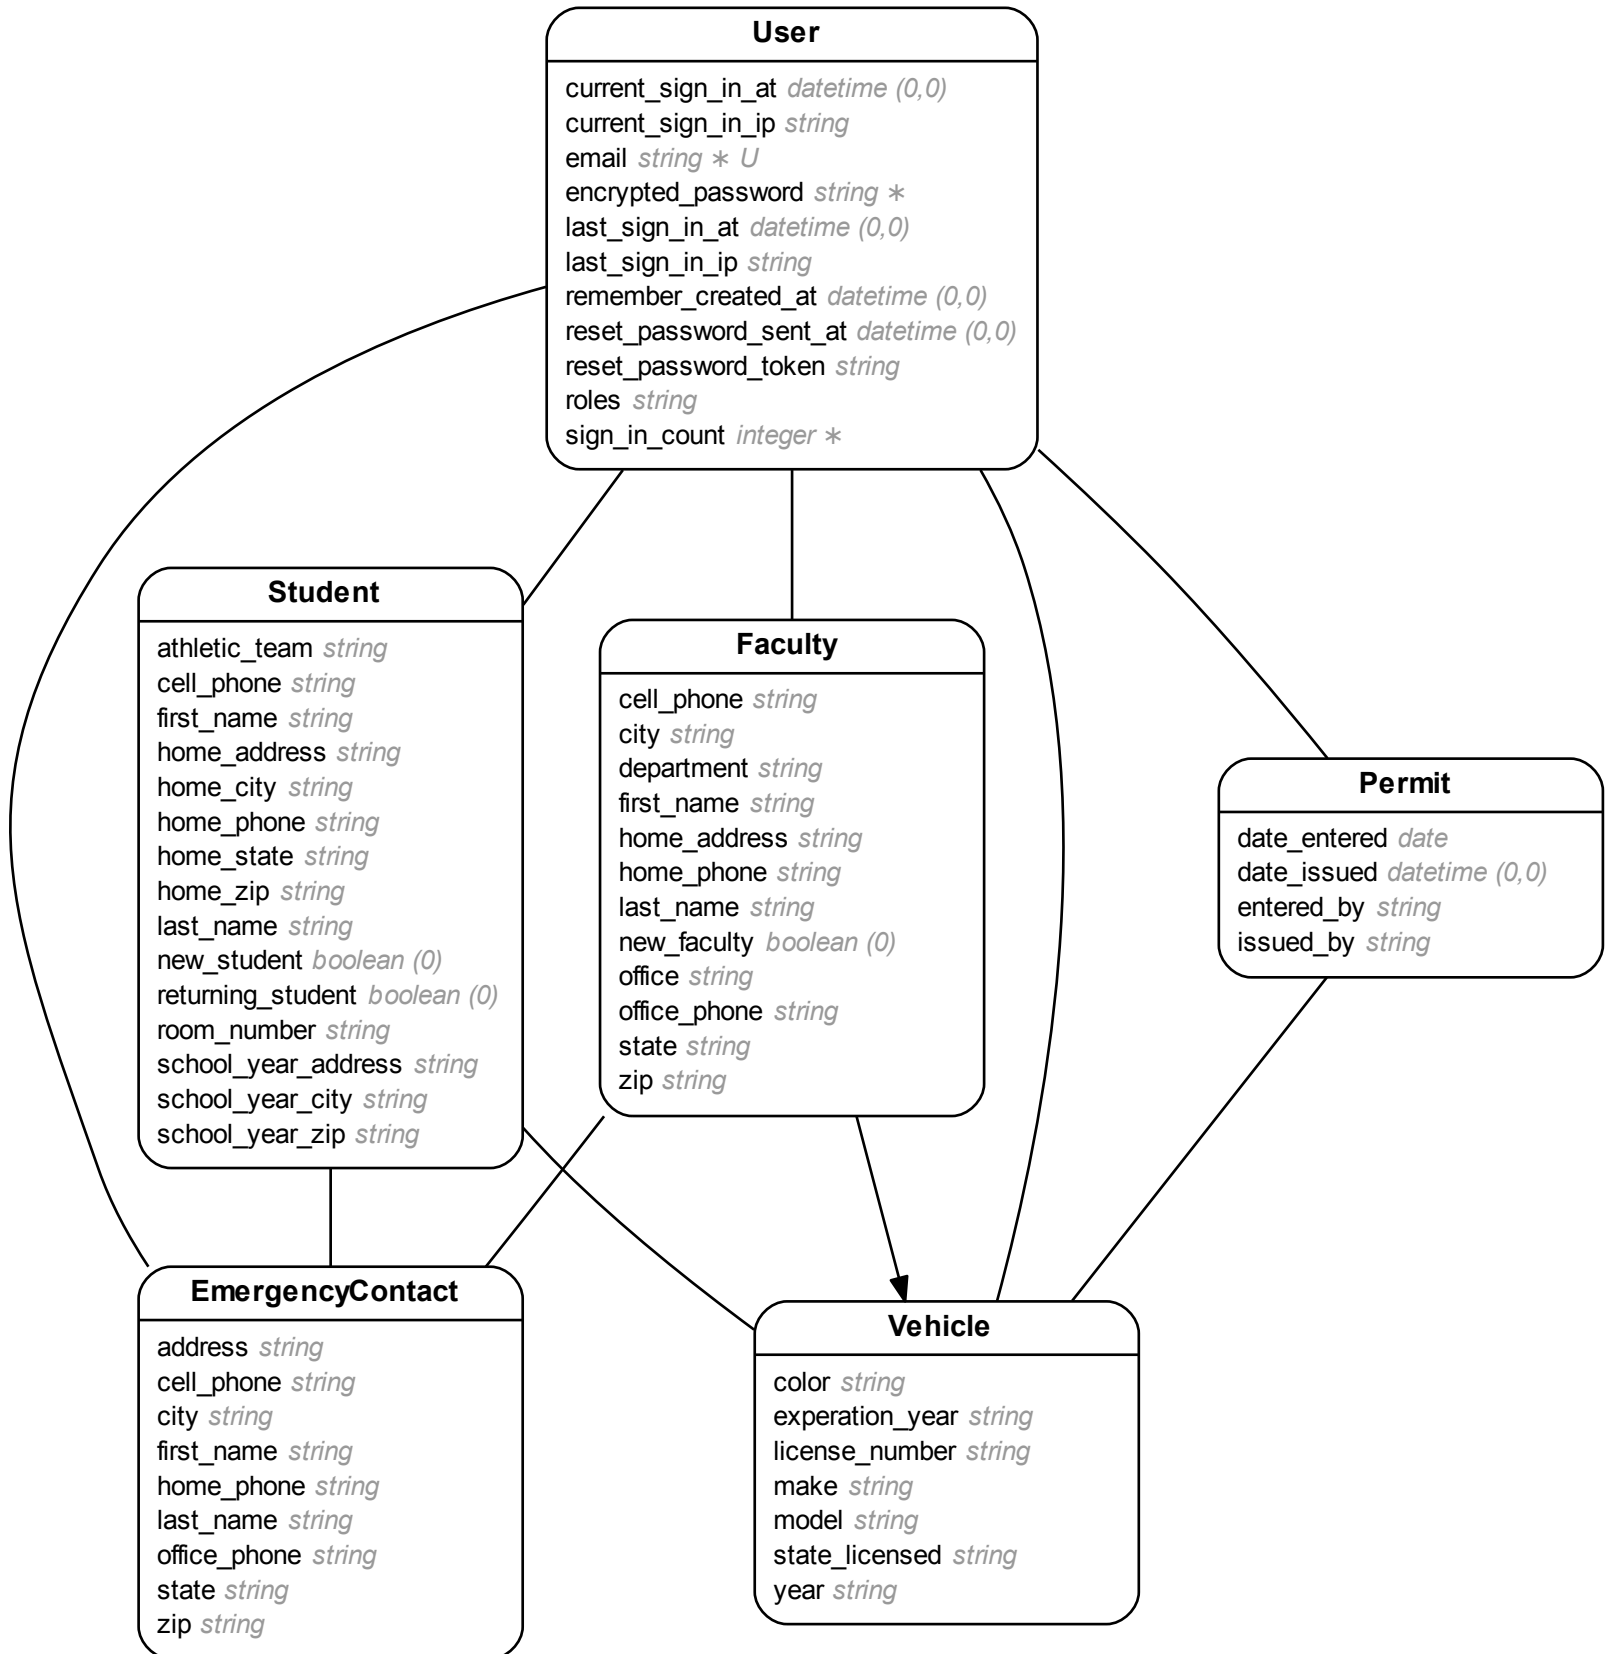 User
current_sign_in_at datetime (0,0)
current_sign_in_ip string
email string ∗ U
encrypted_password string ∗
last_sign_in_at datetime (0,0)
last_sign_in_ip string
remember_created_at datetime (0,0)
reset_password_sent_at datetime (0,0)
reset_password_token string
roles string
sign_in_count integer ∗
Student
athletic_team string
cell_phone string
first_name string
home_address string
home_city string
home_phone string
home_state string
home_zip string
last_name string
new_student boolean (0)
returning_student boolean (0)
room_number string
school_year_address string
school_year_city string
school_year_zip string
Faculty
cell_phone string
city string
department string
first_name string
home_address string
home_phone string
last_name string
new_faculty boolean (0)
office string
office_phone string
state string
zip string
Permit
date_entered date
date_issued datetime (0,0)
entered_by string
issued_by string
EmergencyContact
address string
cell_phone string
city string
first_name string
home_phone string
last_name string
office_phone string
state string
zip string
Vehicle
color string
experation_year string
license_number string
make string
model string
state_licensed string
year string